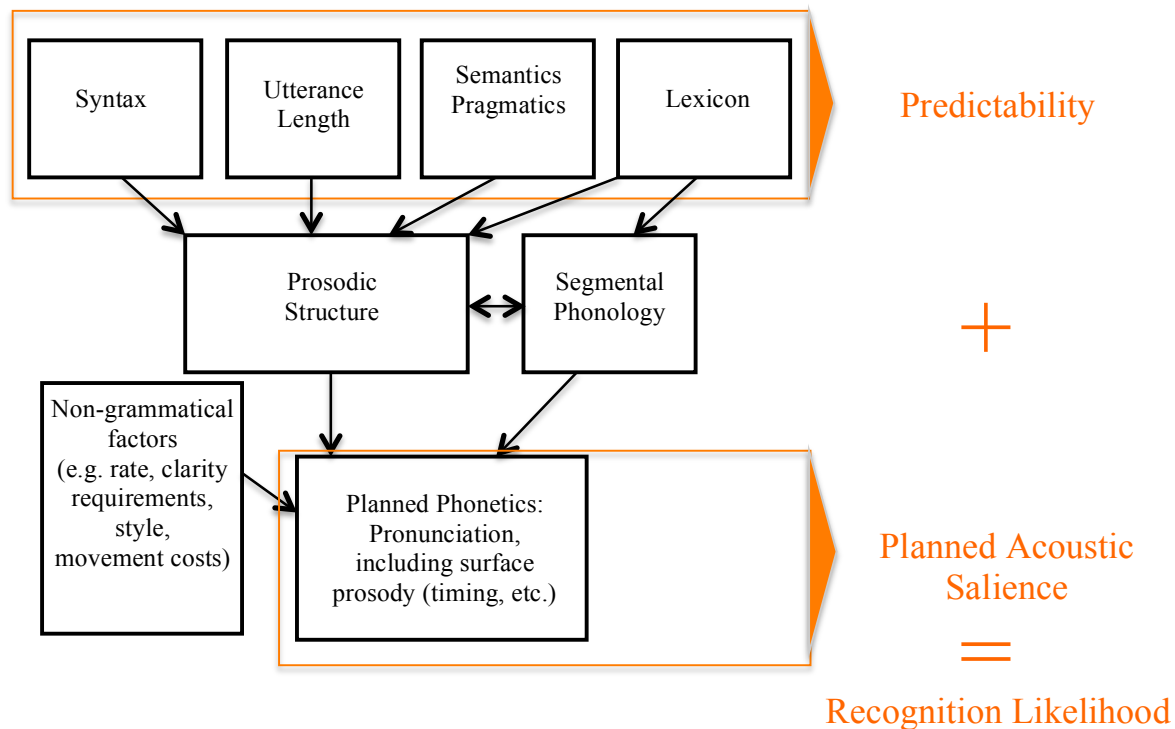 Syntax
Utterance
Length
Semantics
Pragmatics
Lexicon
Predictability
Prosodic
Structure
Segmental
Phonology
+
Non-grammatical
factors
(e.g. rate, clarity
requirements,
style,
movement costs)
Planned Phonetics:
Pronunciation,
including surface
prosody (timing, etc.)
Planned Acoustic
Salience
=
Recognition Likelihood